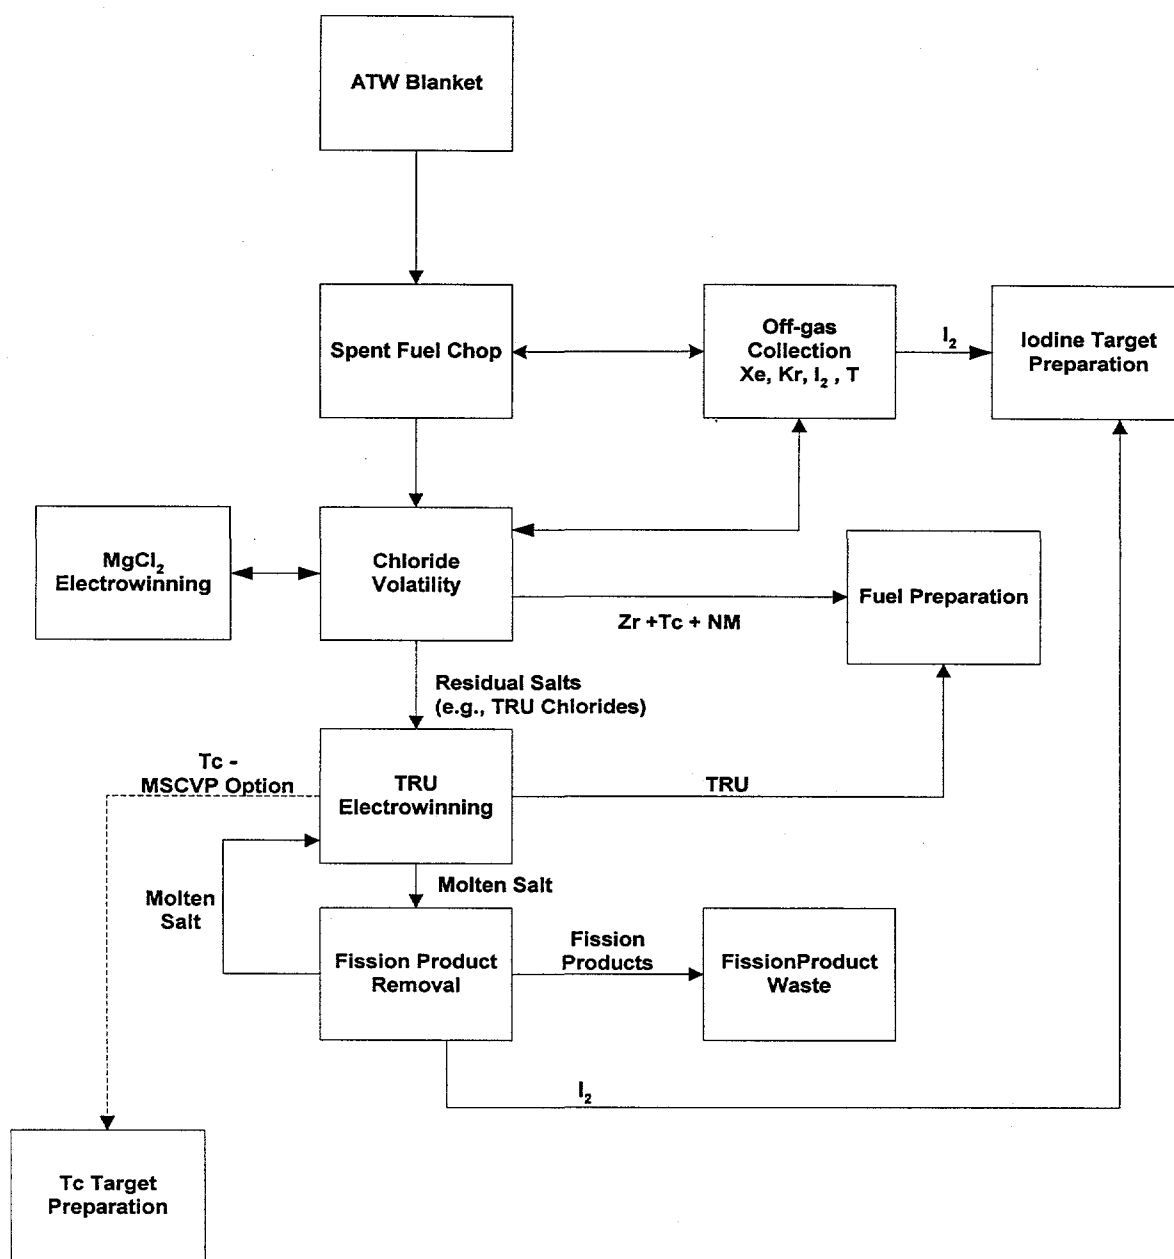 ATW Blanket
Spent Fuel Chop
Off-gas
Collection
Xe, Kr, I₂ , T
I₂
Iodine Target
Preparation
MgCl₂
Electrowinning
Chloride
Volatility
Zr +Tc + NM
Fuel Preparation
Residual Salts
(e.g., TRU Chlorides)
Tc -
MSCVP Option
TRU
Electrowinning
TRU
Molten Salt
Molten
Salt
Fission Product
Removal
Fission
Products
FissionProduct
Waste
I₂
Tc Target
Preparation